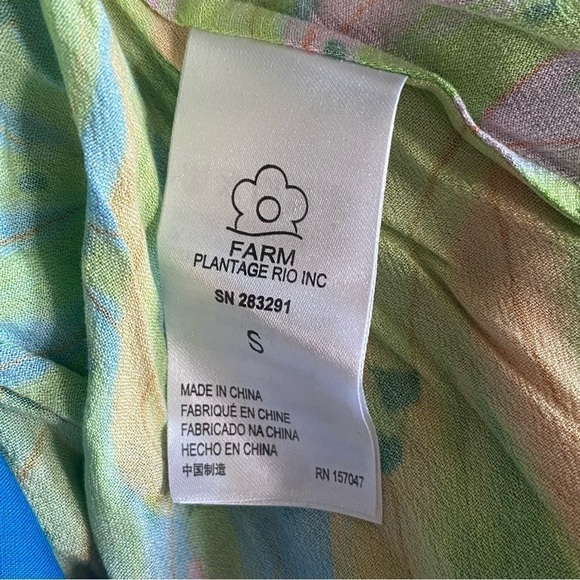 FARM
PLANTAGE RIO INC
SN 283291
S
MADE IN CHINA
FABRIQUÉ EN CHINE
FABRICADO NA CHINA
HECHO EN CHINA
中国制造
RN 157047